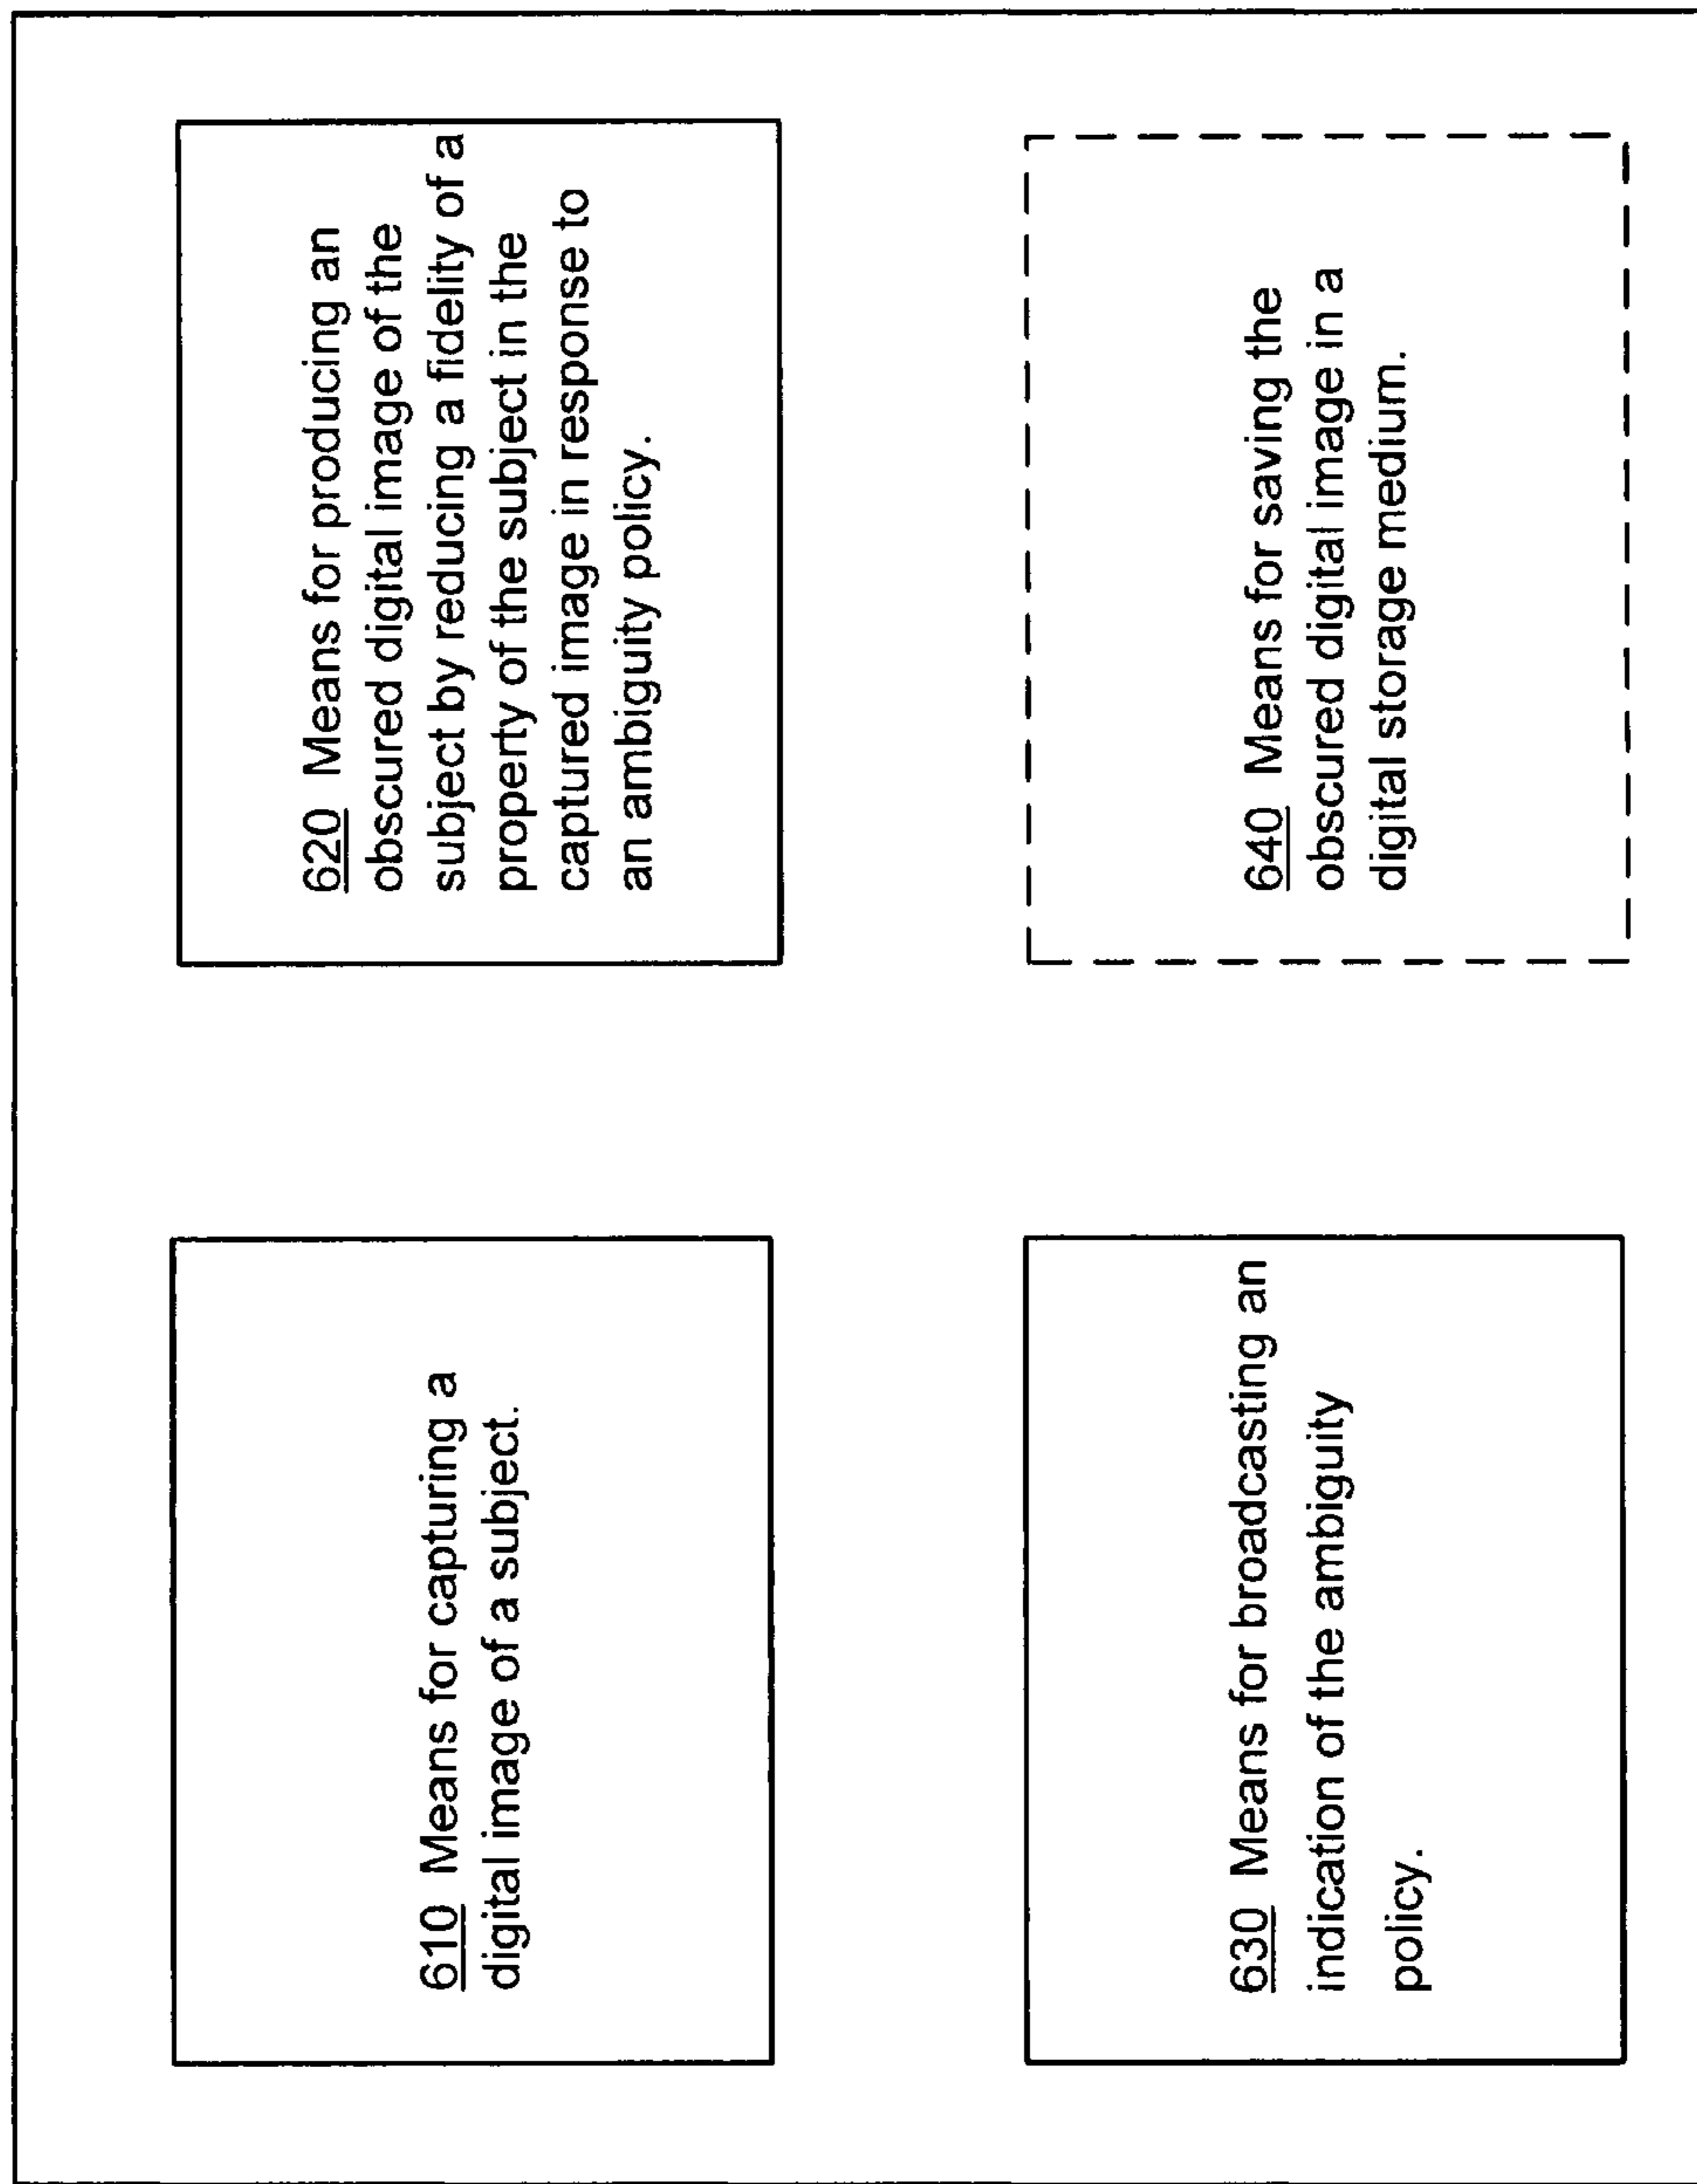 610 Means for capturing a
digital image of a subject.
620 Means for producing an
obscured digital image of the
subject by reducing a fidelity of a
property of the subject in the
captured image in response to
an ambiguity policy.
630 Means for broadcasting an
indication of the ambiguity
policy.
640 Means for saving the
obscured digital image in a
digital storage medium.